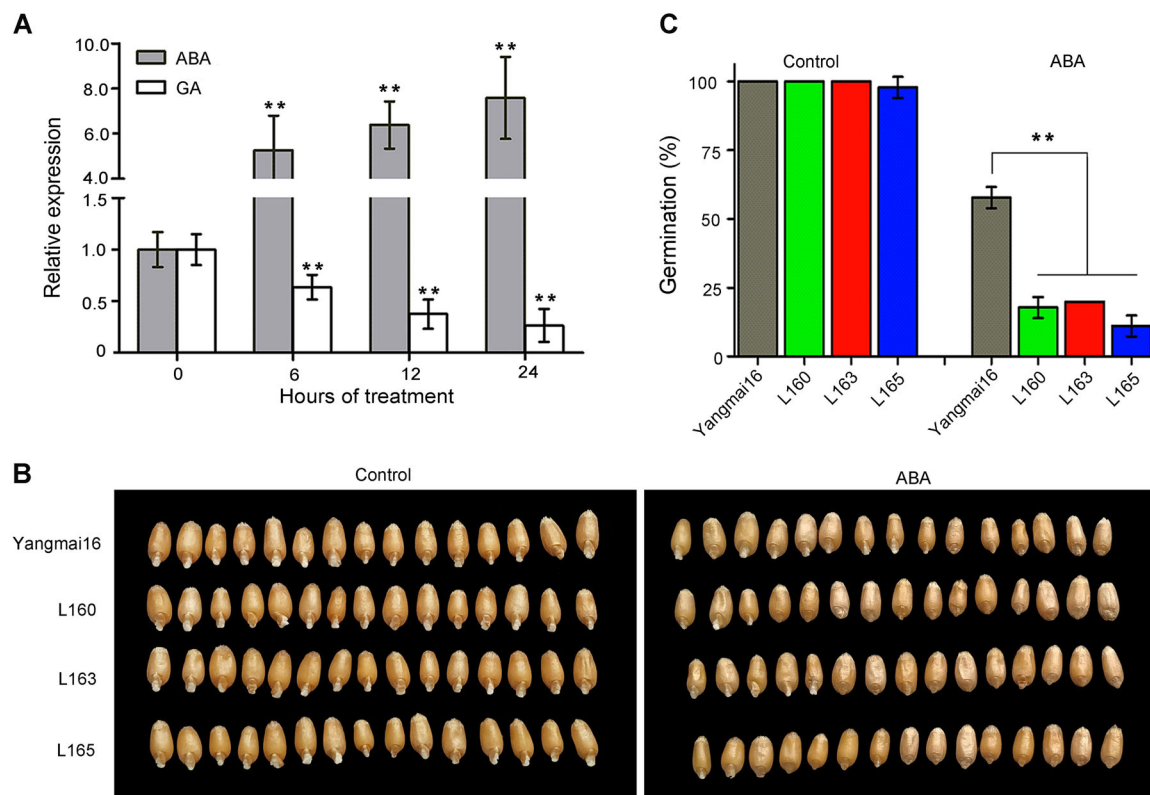 A
Relative expression
10.0
8.0
6.0
4.0
1.5
1.0
0.5
0
ABA
GA
** ** **
** ** **
0 6 12 24
Hours of treatment
C
Control ABA
Germination (%)
100
75
50
25
0
**
Yangmai16 L160 L163 L165 Yangmai16 L160 L163 L165
B
Control ABA
Yangmai16
L160
L163
L165